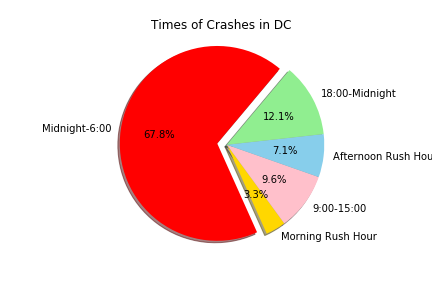 Times of Crashes in DC
Midnight-6:00
67.8%
18:00-Midnight
12.1%
7.1%
Afternoon Rush Hou
9.6%
3.3%
9:00-15:00
Morning Rush Hour